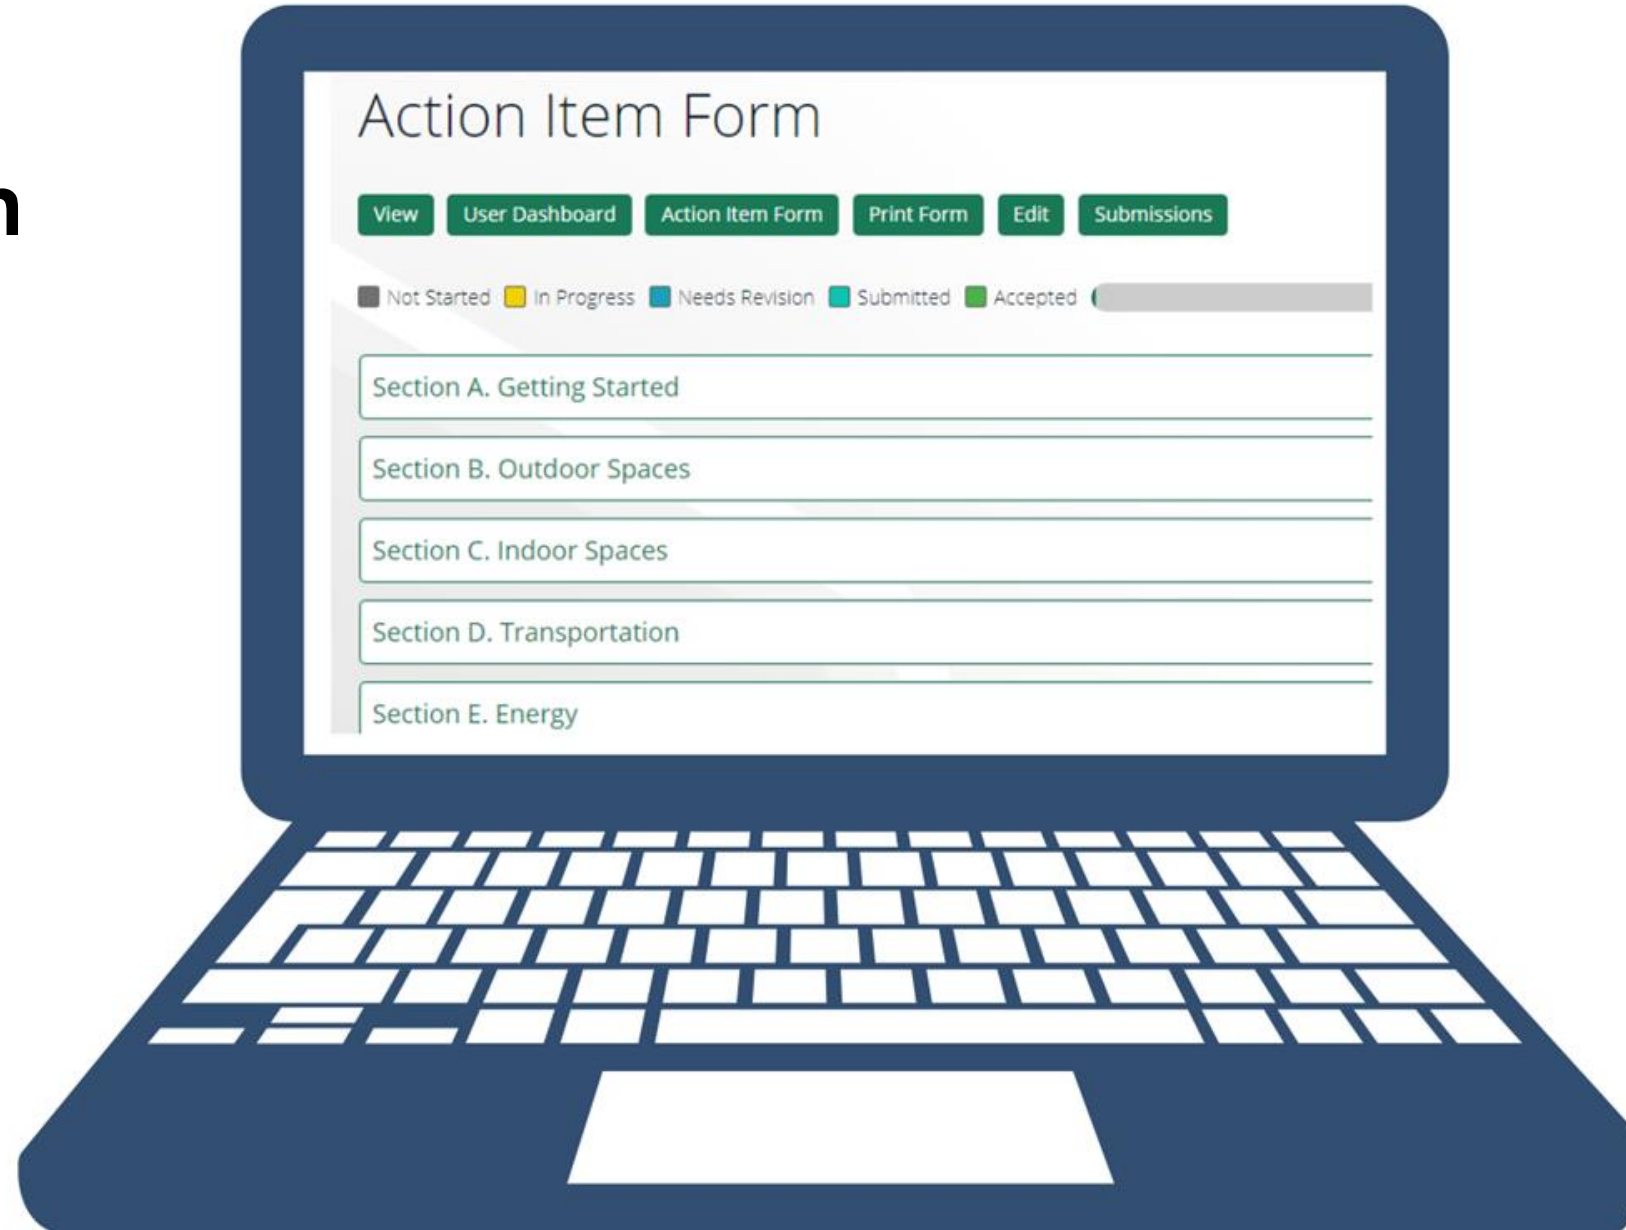 n
Action Item Form
View User Dashboard Action Item Form Print Form Edit Submissions
Not Started In Progress Needs Revision Submitted Accepted
Section A. Getting Started
Section B. Outdoor Spaces
Section C. Indoor Spaces
Section D. Transportation
Section E. Energy